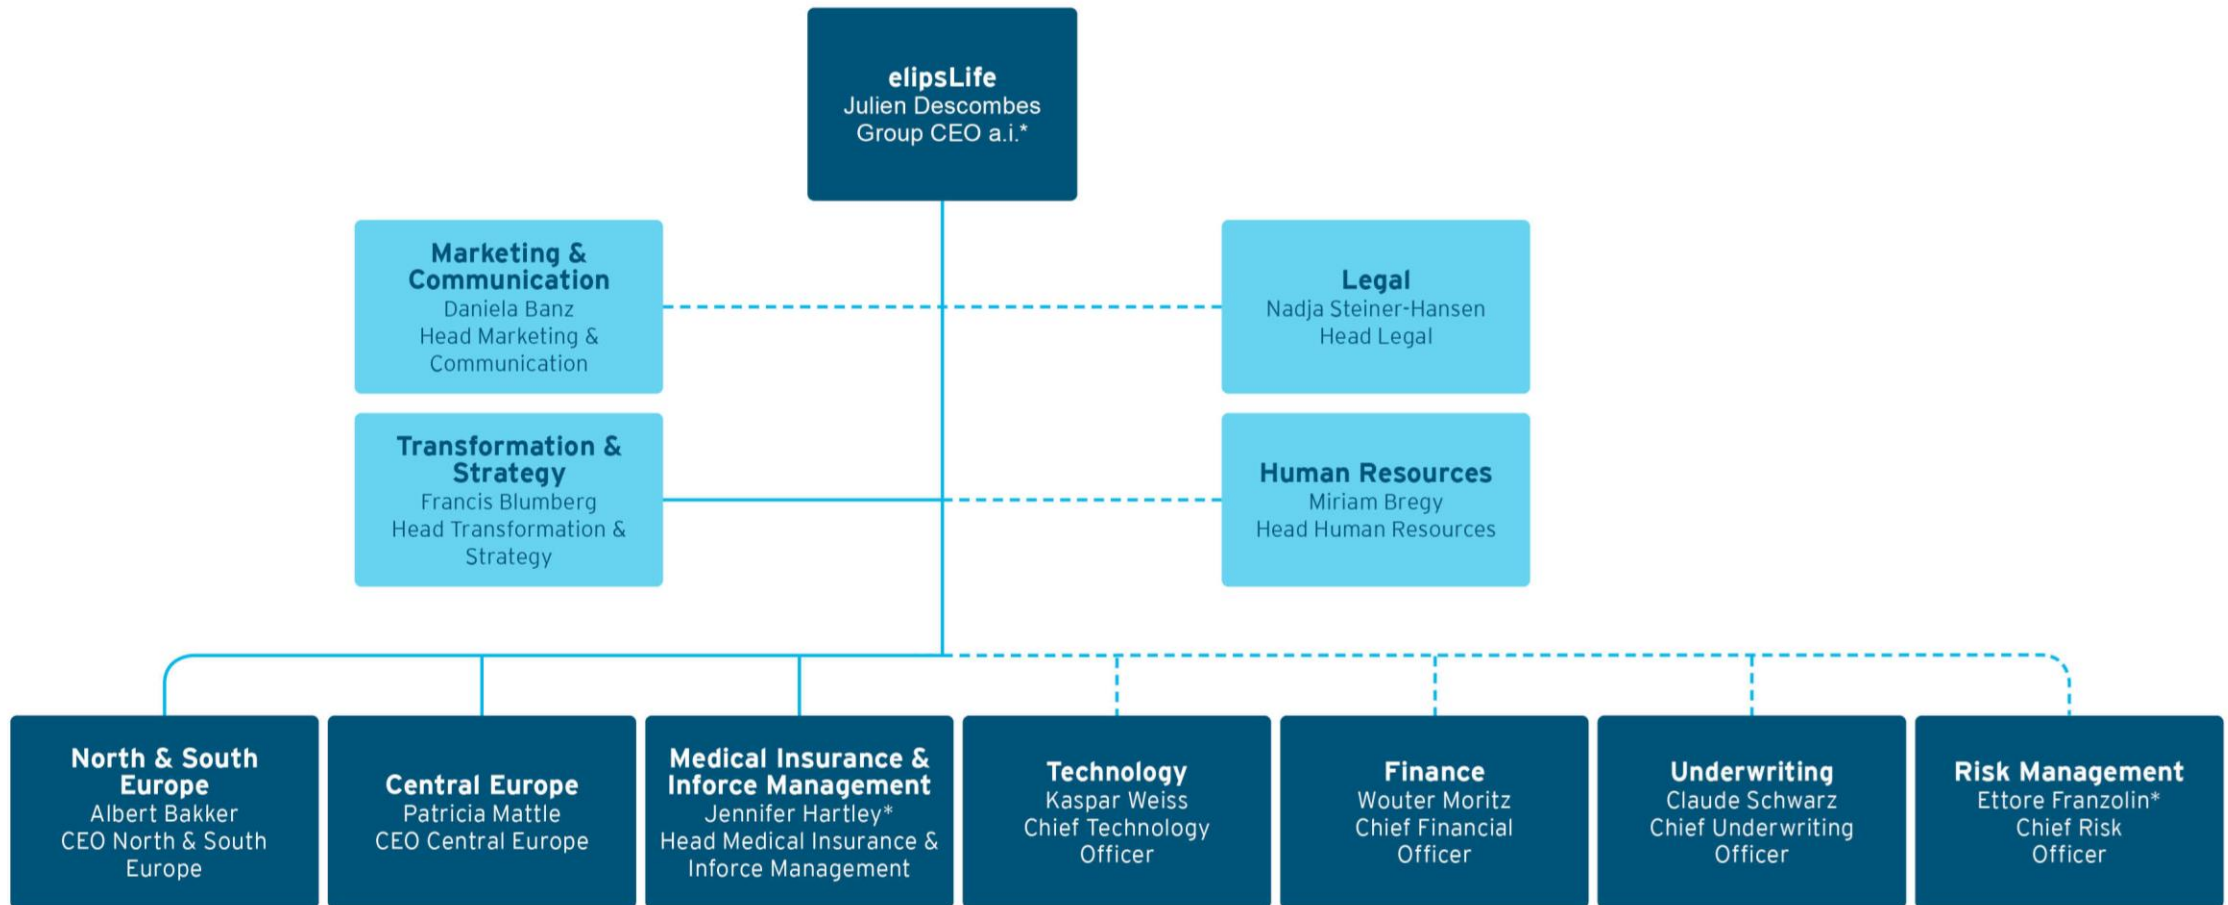 elipsLife
Julien Descombes
Group CEO a.i.*
Marketing &
Communication
Daniela Banz
Head Marketing &
Communication
Legal
Nadja Steiner-Hansen
Head Legal
Transformation &
Strategy
Francis Blumberg
Head Transformation &
Strategy
Human Resources
Miriam Bregy
Head Human Resources
North & South
Europe
Albert Bakker
CEO North & South
Europe
Central Europe
Patricia Mattle
CEO Central Europe
Medical Insurance &
Inforce Management
Jennifer Hartley*
Head Medical Insurance &
Inforce Management
Technology
Kaspar Weiss
Chief Technology
Officer
Finance
Wouter Moritz
Chief Financial
Officer
Underwriting
Claude Schwarz
Chief Underwriting
Officer
Risk Management
Ettore Franzolin*
Chief Risk
Officer